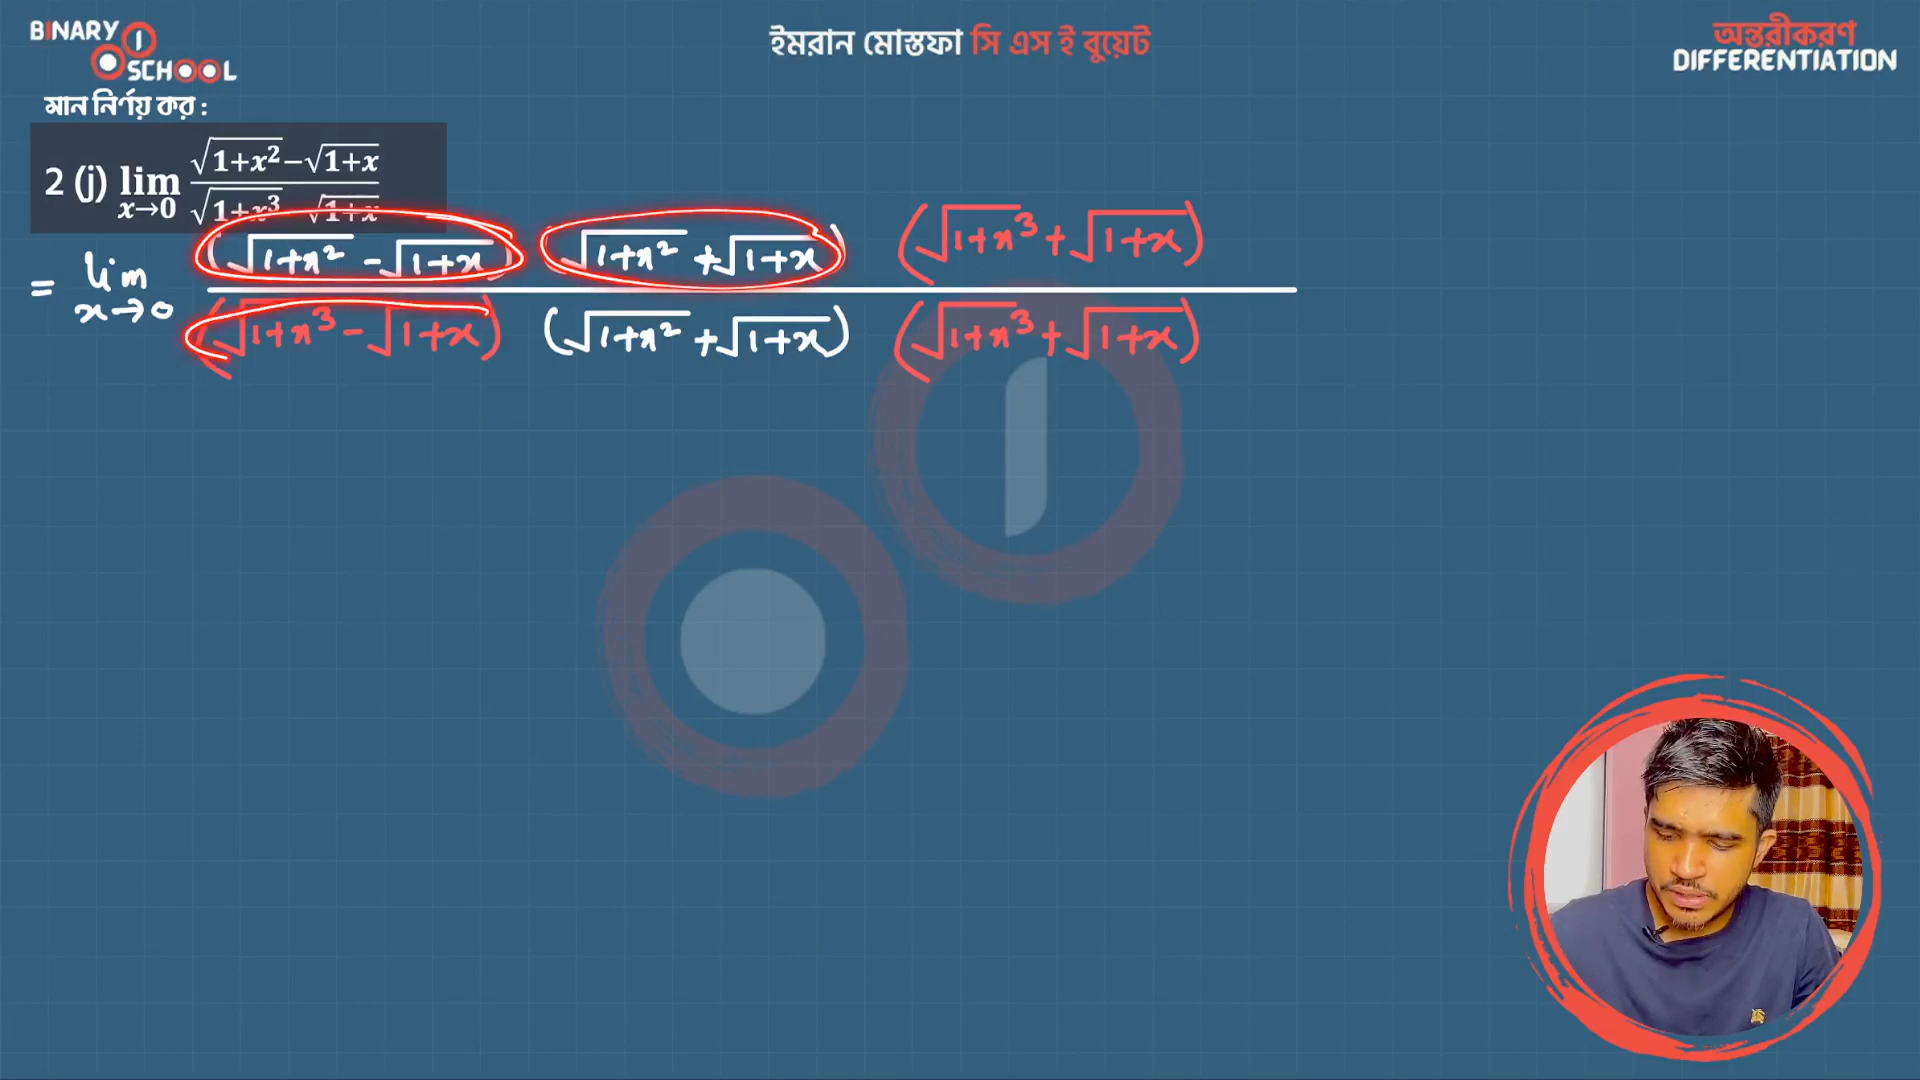 BINARY
SCHOOL
ইমরান মোস্তফা সি এস ই বুয়েট
অন্তরীকরণ
DIFFERENTIATION
মান নির্ণয় কর :
2 (j) lim x→0 (√(1+x²) − √(1+x)) / (√(1+x³) − √(1+x))
= lim x→0 (√(1+x²) − √(1+x)) (√(1+x²) + √(1+x)) (√(1+x)³ + √(1+x))
(√(1+x³) − √(1+x)) (√(1+x²) + √(1+x)) (√(1+x)³ + √(1+x))